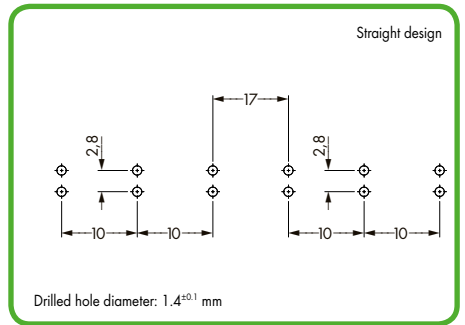 Straight design
17
2,8 2,8
10 10 10 10
Drilled hole diameter: 1.4±0.1 mm